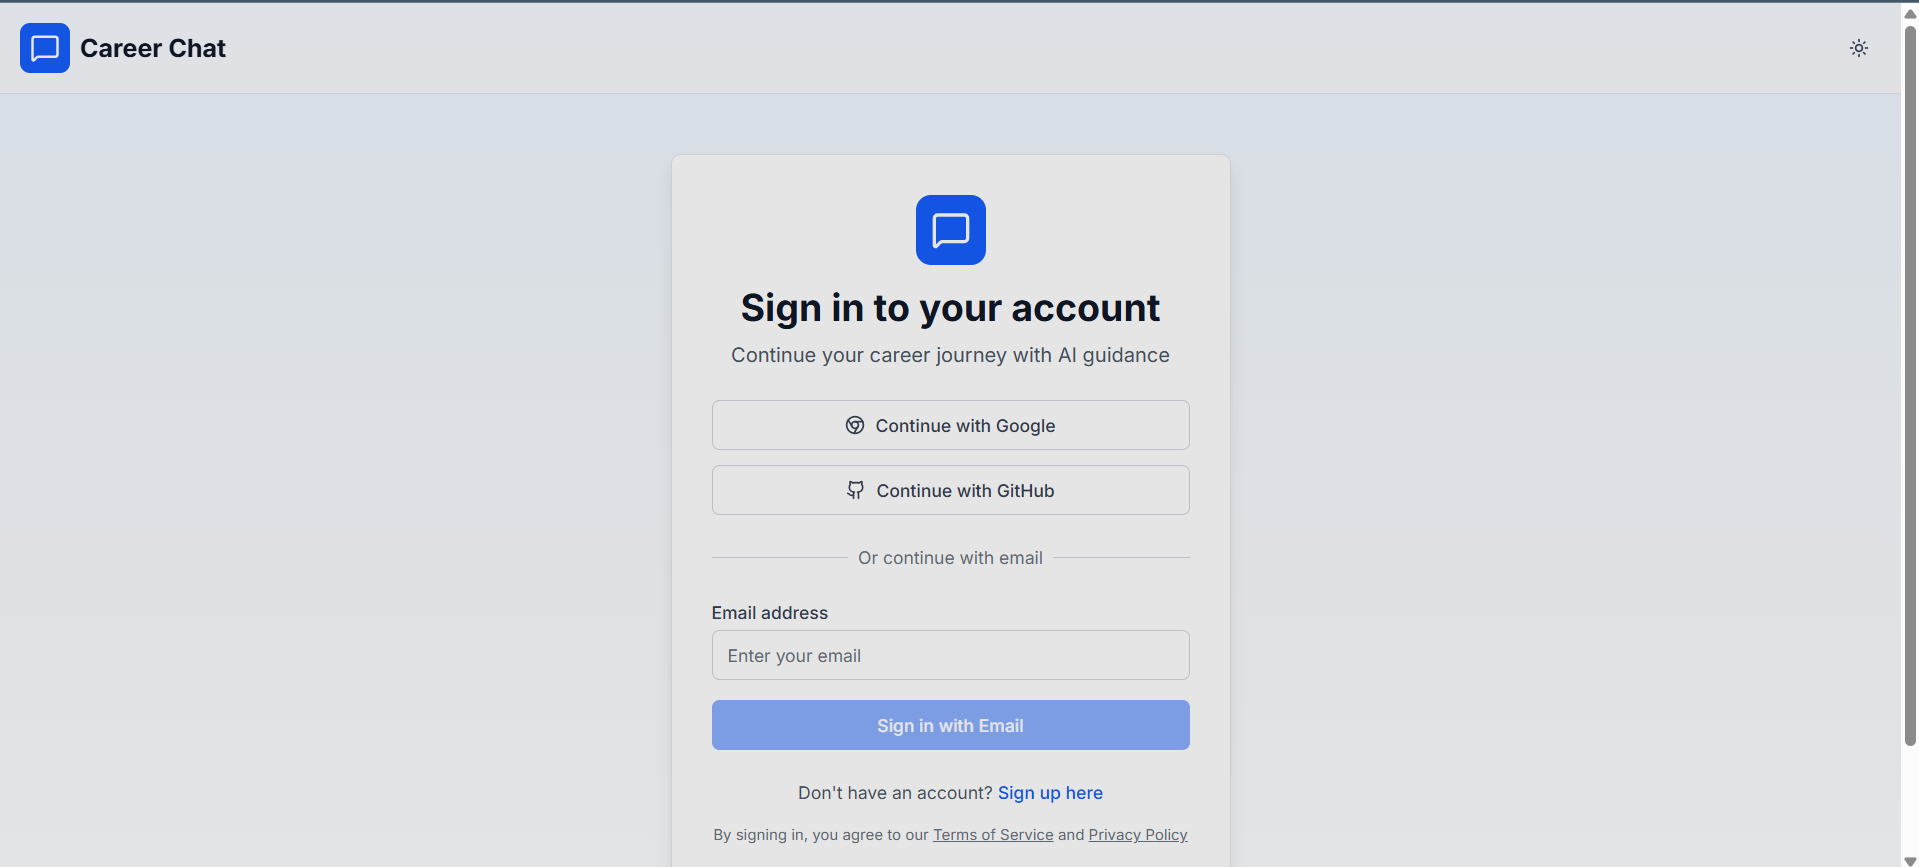 Career Chat
Sign in to your account
Continue your career journey with AI guidance
Continue with Google
Continue with GitHub
Or continue with email
Email address
Enter your email
Sign in with Email
Don't have an account? Sign up here
By signing in, you agree to our Terms of Service and Privacy Policy